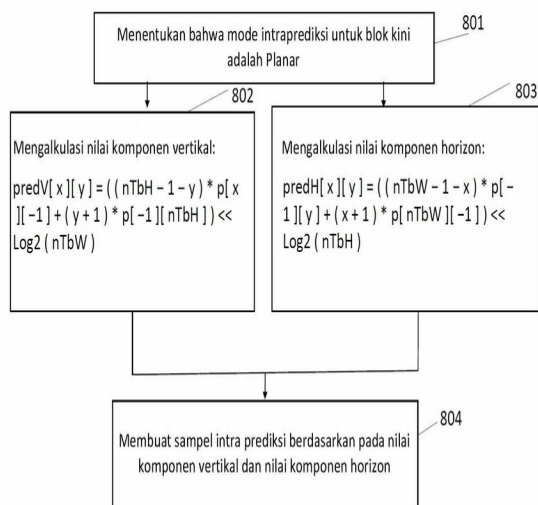 801
Menentukan bahwa mode intraprediksi untuk blok kini
adalah Planar
802
803
Mengalkulasi nilai komponen vertikal:
predV[ x ][ y ] = ( ( nTbH − 1 − y ) * p[ x
][ −1 ] + ( y + 1 ) * p[ −1 ][ nTbH ] ) <<
Log2 ( nTbW )
Mengalkulasi nilai komponen horizon:
predH[ x ][ y ] = ( ( nTbW − 1 − x ) * p[ −
1 ][ y ] + ( x + 1 ) * p[ nTbW ][ −1 ] ) <<
Log2 ( nTbH )
804
Membuat sampel intra prediksi berdasarkan pada nilai
komponen vertikal dan nilai komponen horizon